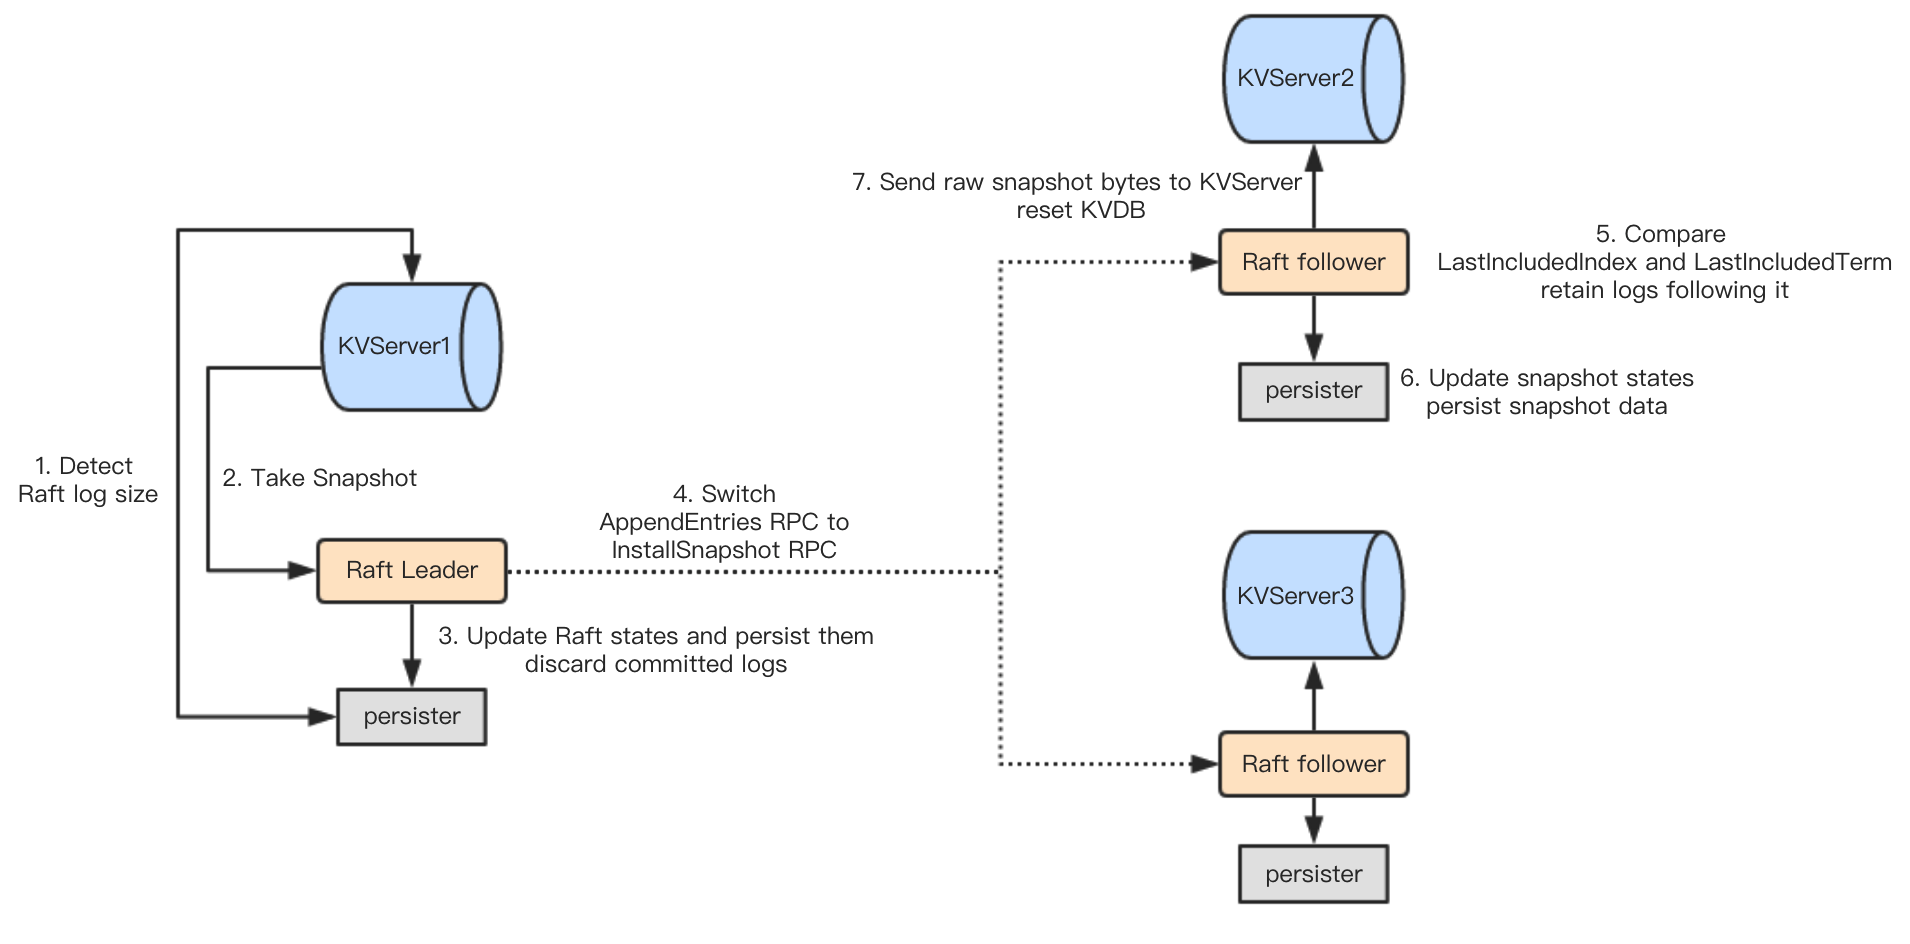 KVServer2
7. Send raw snapshot bytes to KVServer
reset KVDB
Raft follower
5. Compare
LastIncludedIndex and LastIncludedTerm
retain logs following it
persister
6. Update snapshot states
persist snapshot data
KVServer1
1. Detect
Raft log size
2. Take Snapshot
4. Switch
AppendEntries RPC to
InstallSnapshot RPC
Raft Leader
3. Update Raft states and persist them
discard committed logs
persister
KVServer3
Raft follower
persister